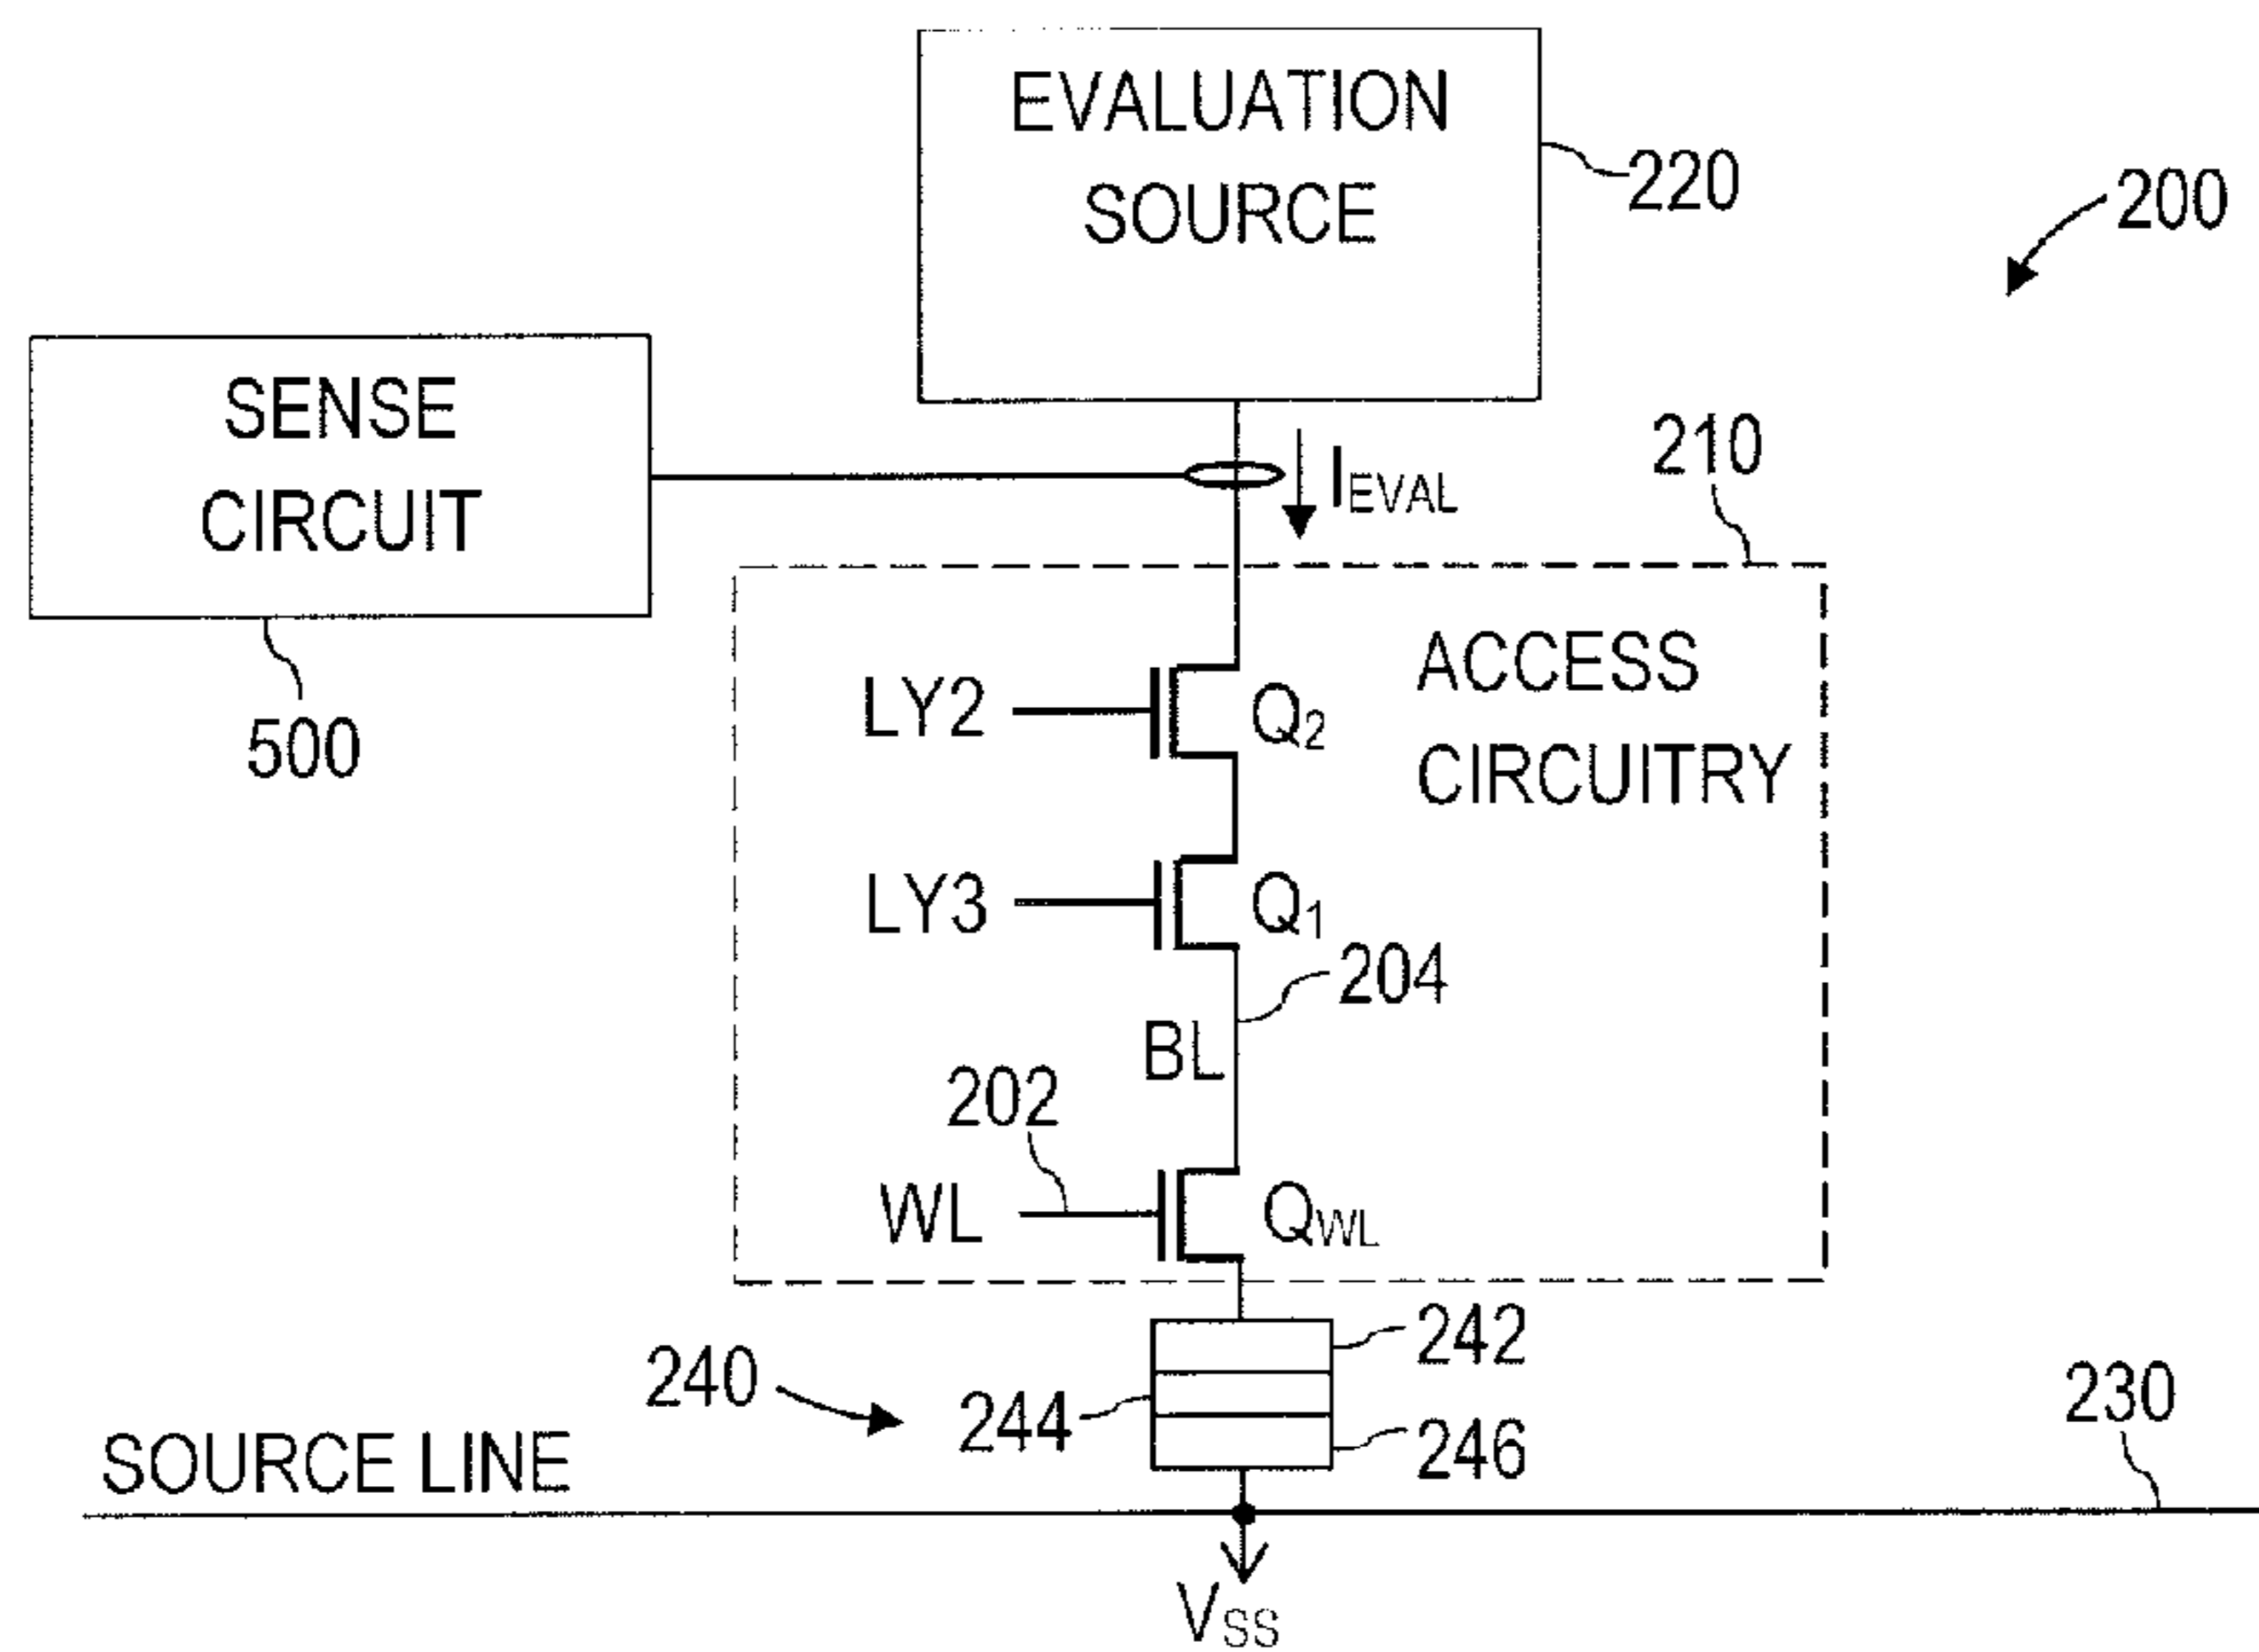 EVALUATION
SOURCE
220
200
SENSE
CIRCUIT
500
I_EVAL
210
ACCESS
CIRCUITRY
LY2
Q2
LY3
Q1
204
BL
202
WL
QWL
240
242
244
246
230
SOURCE LINE
VSS